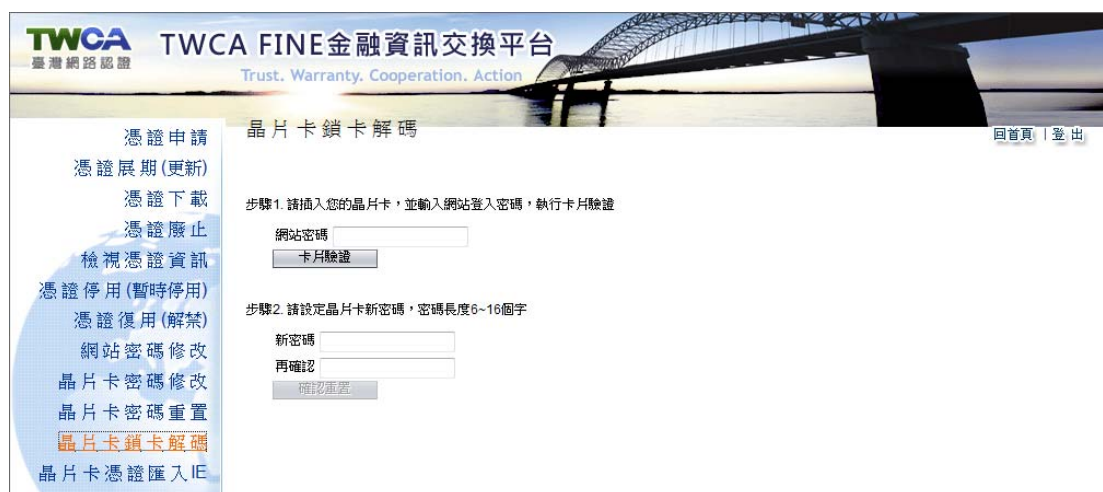 TWCA
臺灣網路認證
TWCA FINE金融資訊交換平台
Trust. Warranty. Cooperation. Action
憑證申請
憑證展期(更新)
憑證下載
憑證廢止
檢視憑證資訊
憑證停用(暫時停用)
憑證復用(解禁)
網站密碼修改
晶片卡密碼修改
晶片卡密碼重置
晶片卡鎖卡解碼
晶片卡憑證匯入IE
晶片卡鎖卡解碼
回首頁 | 登出
步驟1. 請插入您的晶片卡，並輸入網站登入密碼，執行卡片驗證
網站密碼
卡片驗證
步驟2. 請設定晶片卡新密碼，密碼長度6~16個字
新密碼
再確認
確認重置